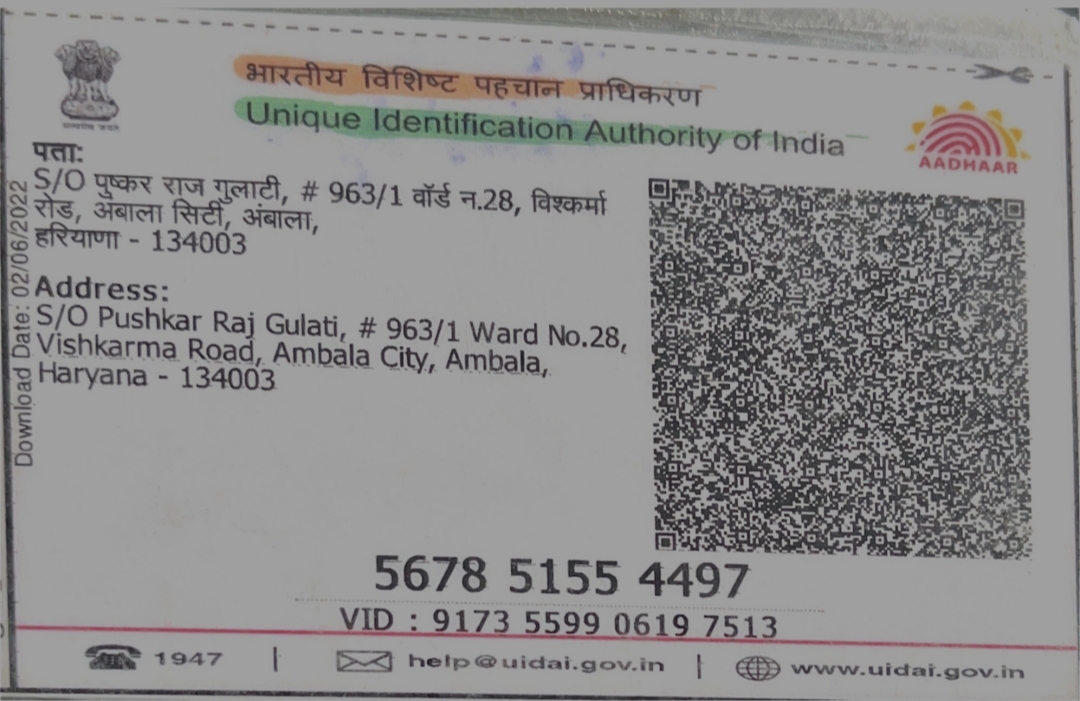 भारतीय विशिष्ट पहचान प्राधिकरण
Unique Identification Authority of India
AADHAAR
पता:
S/O पुष्कर राज गुलाटी, # 963/1 वॉर्ड न.28, विश्कर्मा
रोड, अंबाला सिटी, अंबाला,
हरियाणा - 134003
Address:
S/O Pushkar Raj Gulati, # 963/1 Ward No.28,
Vishkarma Road, Ambala City, Ambala,
Haryana - 134003
Download Date: 02/06/2022
5678 5155 4497
VID : 9173 5599 0619 7513
1947 | help@uidai.gov.in | www.uidai.gov.in